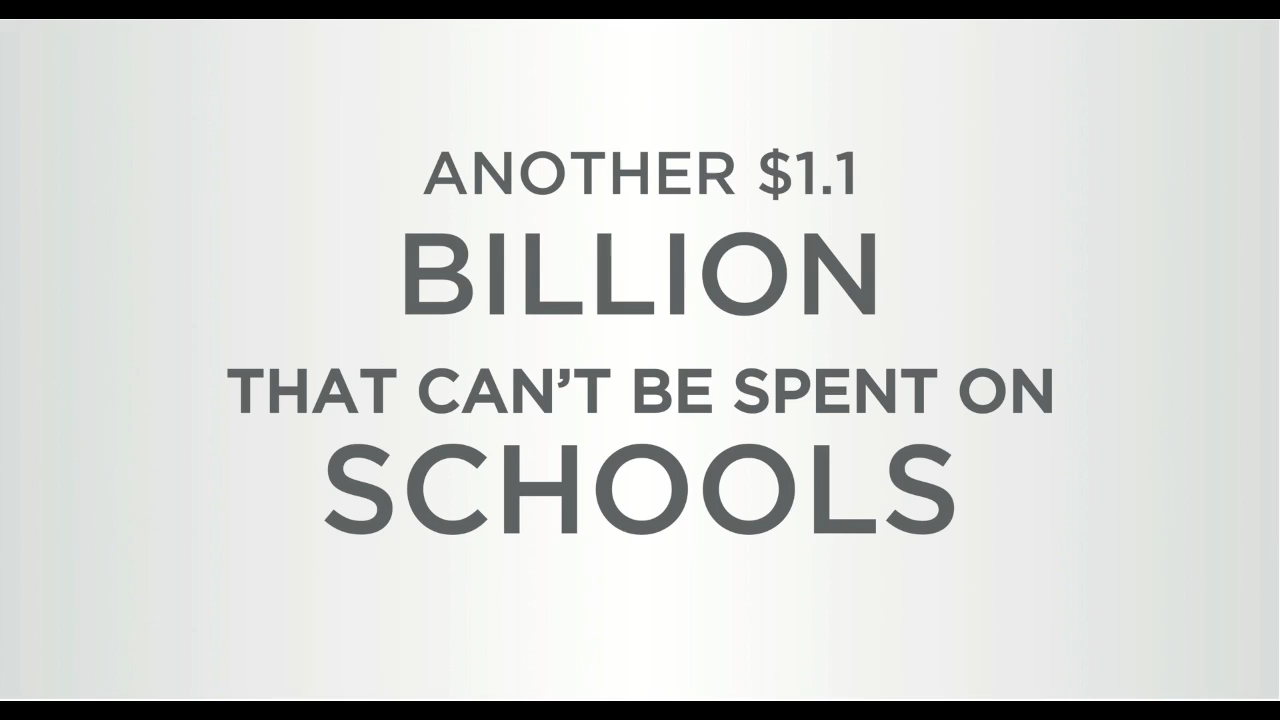 ANOTHER $1.1
BILLION
THAT CAN'T BE SPENT ON
SCHOOLS